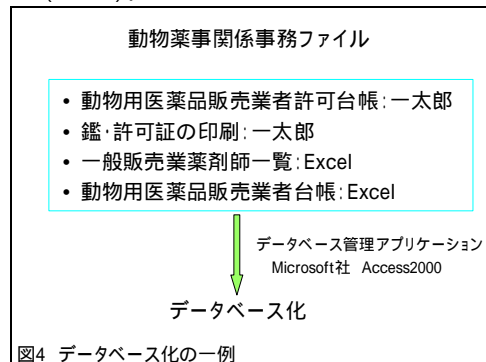 動物薬事関係事務ファイル
• 動物用医薬品販売業者許可台帳:一太郎
• 鑑・許可証の印刷:一太郎
• 一般販売業薬剤師一覧:Excel
• 動物用医薬品販売業者台帳:Excel
データベース管理アプリケーション
Microsoft社 Access2000
データベース化
図4 データベース化の一例